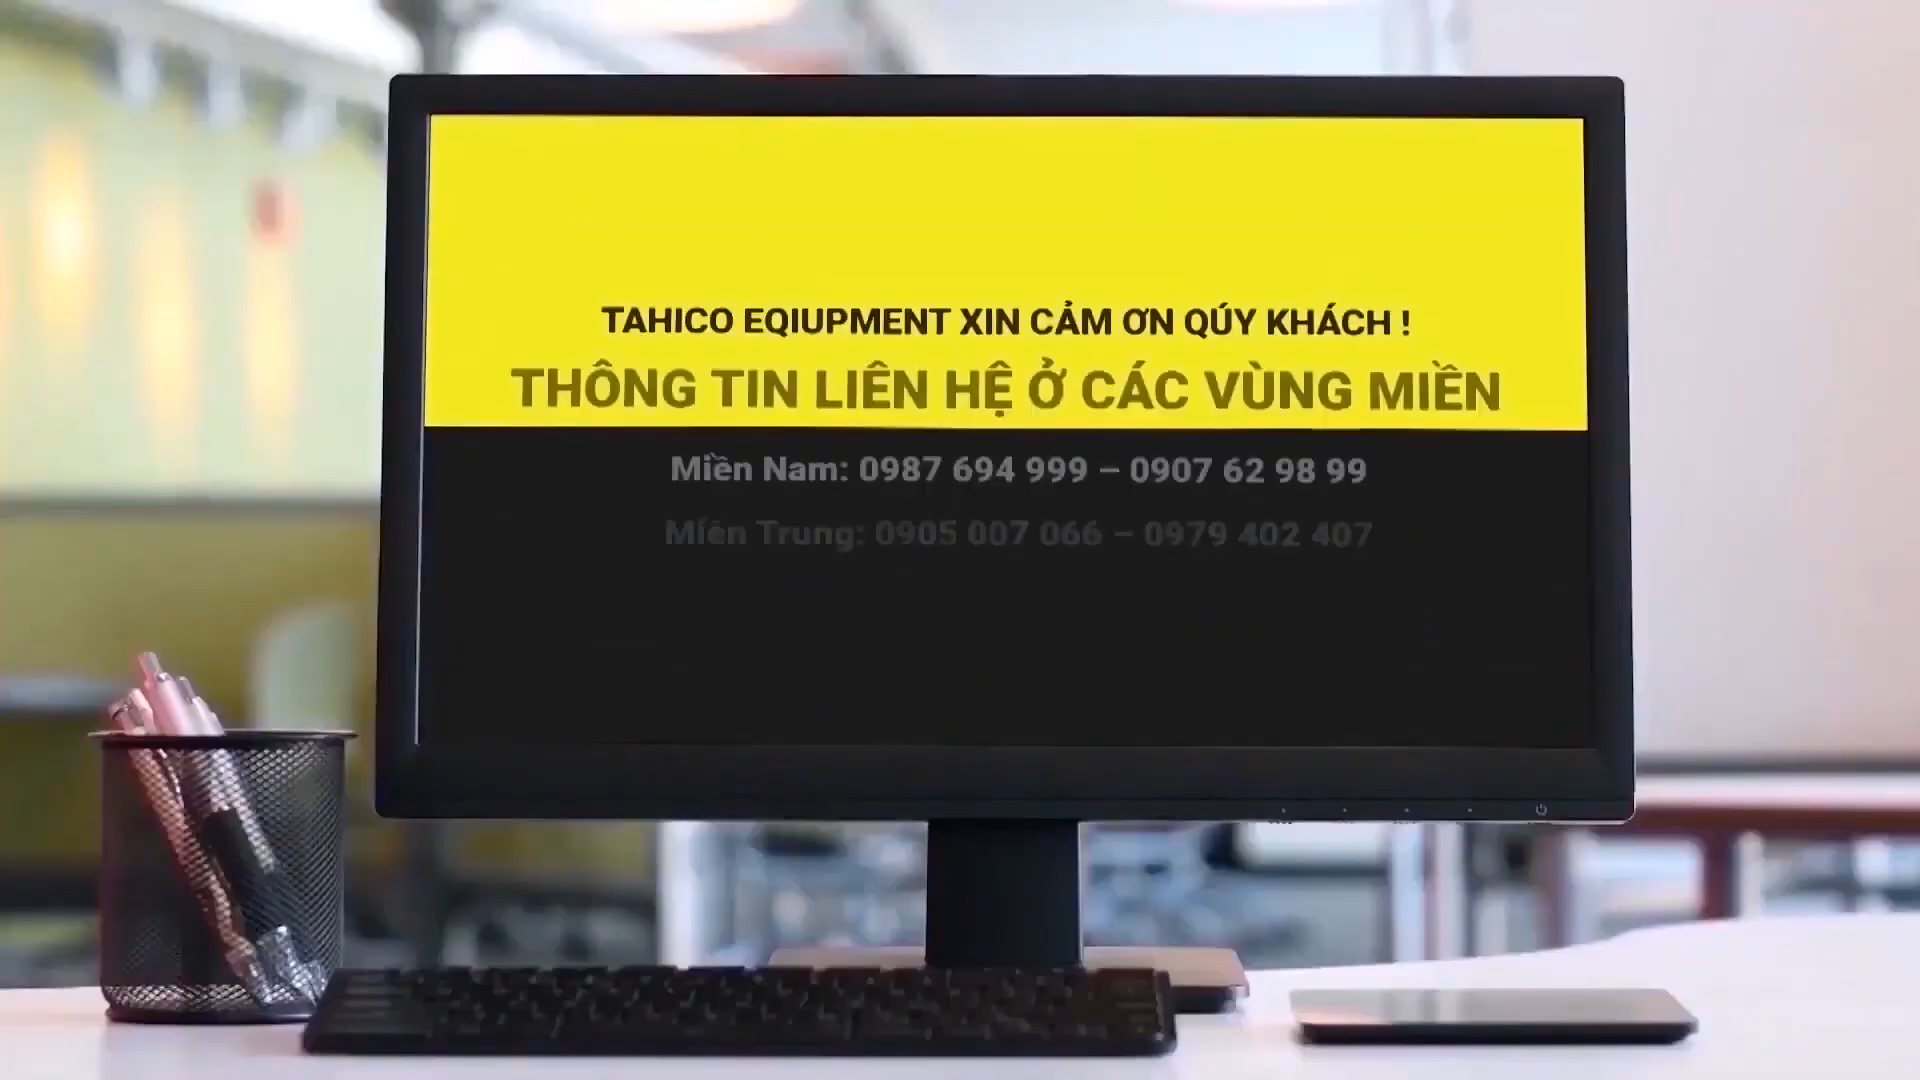 TAHICO EQIUPMENT XIN CẢM ƠN QÚY KHÁCH !
THÔNG TIN LIÊN HỆ Ở CÁC VÙNG MIỀN
Miền Nam: 0987 694 999 – 0907 62 98 99
Miền Trung: 0905 007 066 – 0979 402 407